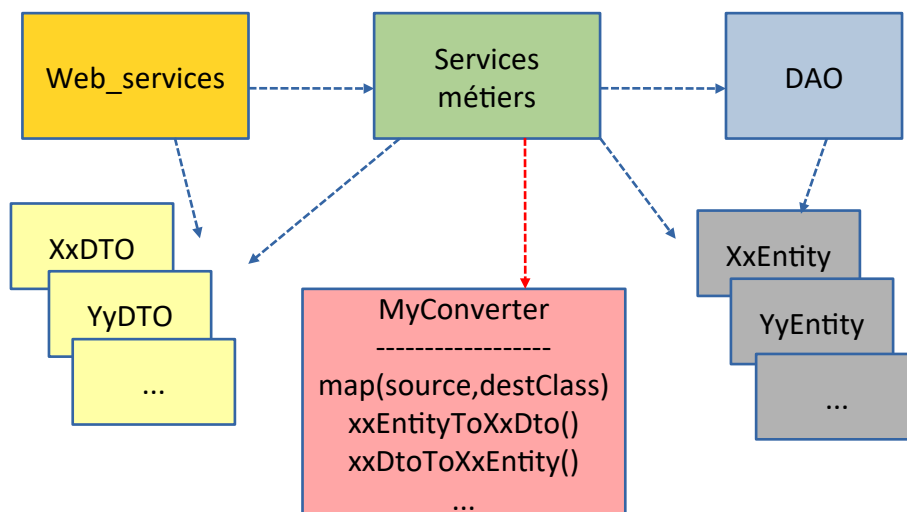 Web_services
Services
métiers
DAO
XxDTO
YyDTO
...
MyConverter
------------------
map(source,destClass)
xxEntityToXxDto()
xxDtoToXxEntity()
...
XxEntity
YyEntity
...